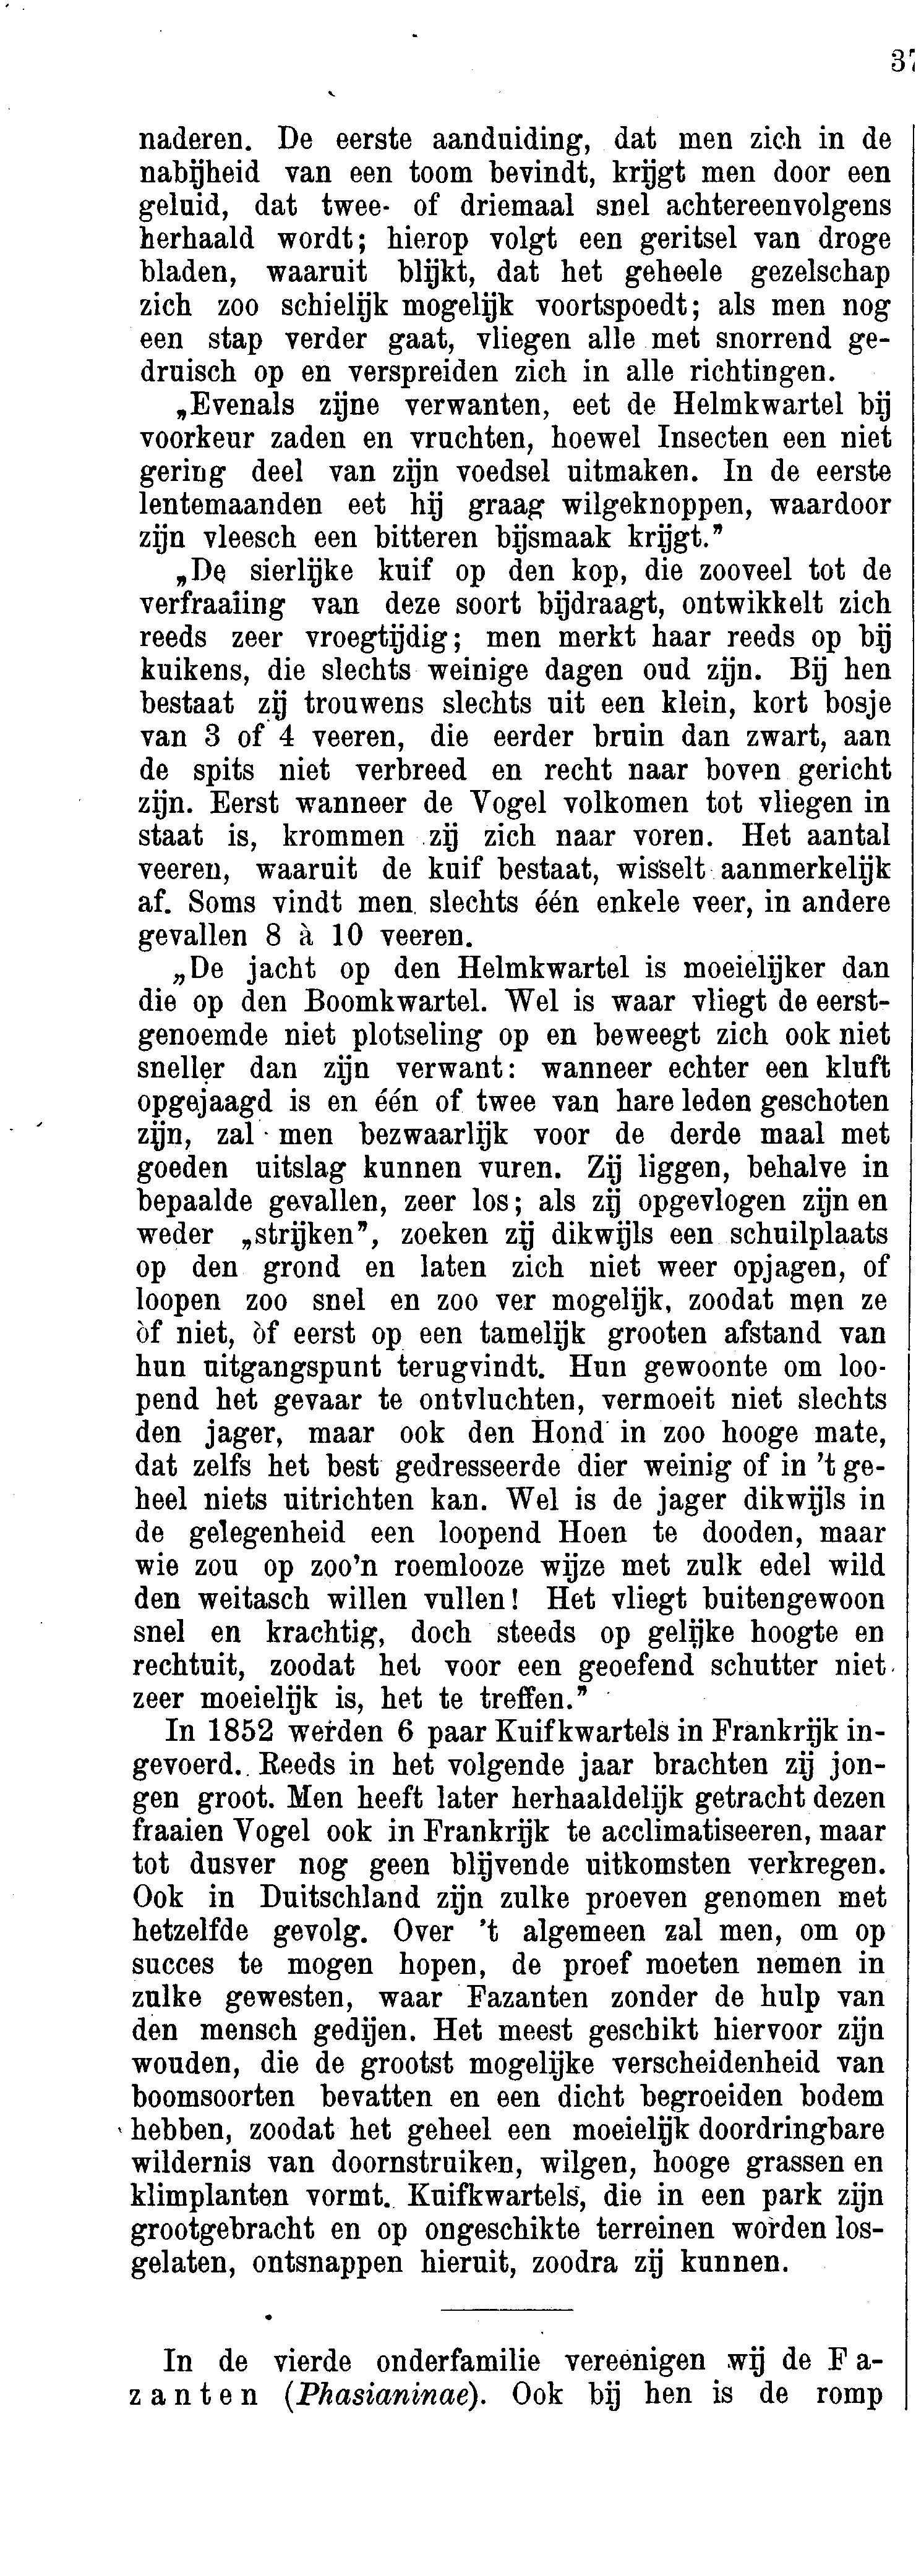 37
naderen. De eerste aanduiding, dat men zich in de
nabijheid van een toom bevindt, krijgt men door een
geluid, dat twee- of driemaal snel achtereenvolgens
herhaald wordt; hierop volgt een geritsel van droge
bladen, waaruit blijkt, dat het geheele gezelschap
zich zoo schielijk mogelijk voortspoedt; als men nog
een stap verder gaat, vliegen alle met snorrend ge-
druisch op en verspreiden zich in alle richtingen.
„Evenals zijne verwanten, eet de Helmkwartel bij
voorkeur zaden en vruchten, hoewel Insecten een niet
gering deel van zijn voedsel uitmaken. In de eerste
lentemaanden eet hij graag wilgeknoppen, waardoor
zijn vleesch een bitteren bijsmaak krijgt.”
„De sierlijke kuif op den kop, die zooveel tot de
verfraaiing van deze soort bijdraagt, ontwikkelt zich
reeds zeer vroegtijdig; men merkt haar reeds op bij
kuikens, die slechts weinige dagen oud zijn. Bij hen
bestaat zij trouwens slechts uit een klein, kort bosje
van 3 of 4 veeren, die eerder bruin dan zwart, aan
de spits niet verbreed en recht naar boven gericht
zijn. Eerst wanneer de Vogel volkomen tot vliegen in
staat is, krommen zij zich naar voren. Het aantal
veeren, waaruit de kuif bestaat, wisselt aanmerkelijk
af. Soms vindt men slechts één enkele veer, in andere
gevallen 8 à 10 veeren.
„De jacht op den Helmkwartel is moeielijker dan
die op den Boomkwartel. Wel is waar vliegt de eerst-
genoemde niet plotseling op en beweegt zich ook niet
sneller dan zijn verwant: wanneer echter een kluft
opgejaagd is en één of twee van hare leden geschoten
zijn, zal men bezwaarlijk voor de derde maal met
goeden uitslag kunnen vuren. Zij liggen, behalve in
bepaalde gevallen, zeer los; als zij opgevlogen zijn en
weder „strijken”, zoeken zij dikwijls een schuilplaats
op den grond en laten zich niet weer opjagen, of
loopen zoo snel en zoo ver mogelijk, zoodat men ze
òf niet, òf eerst op een tamelijk grooten afstand van
hun uitgangspunt terugvindt. Hun gewoonte om loo-
pend het gevaar te ontvluchten, vermoeit niet slechts
den jager, maar ook den Hond in zoo hooge mate,
dat zelfs het best gedresseerde dier weinig of in 't ge-
heel niets uitrichten kan. Wel is de jager dikwijls in
de gelegenheid een loopend Hoen te dooden, maar
wie zou op zoo'n roemlooze wijze met zulk edel wild
den weitasch willen vullen! Het vliegt buitengewoon
snel en krachtig, doch steeds op gelijke hoogte en
rechtuit, zoodat het voor een geoefend schutter niet
zeer moeielijk is, het te treffen.”
In 1852 werden 6 paar Kuifkwartels in Frankrijk in-
gevoerd. Reeds in het volgende jaar brachten zij jon-
gen groot. Men heeft later herhaaldelijk getracht dezen
fraaien Vogel ook in Frankrijk te acclimatiseeren, maar
tot dusver nog geen blijvende uitkomsten verkregen.
Ook in Duitschland zijn zulke proeven genomen met
hetzelfde gevolg. Over 't algemeen zal men, om op
succes te mogen hopen, de proef moeten nemen in
zulke gewesten, waar Fazanten zonder de hulp van
den mensch gedijen. Het meest geschikt hiervoor zijn
wouden, die de grootst mogelijke verscheidenheid van
boomsoorten bevatten en een dicht begroeiden bodem
hebben, zoodat het geheel een moeielijk doordringbare
wildernis van doornstruiken, wilgen, hooge grassen en
klimplanten vormt. Kuifkwartels, die in een park zijn
grootgebracht en op ongeschikte terreinen worden los-
gelaten, ontsnappen hieruit, zoodra zij kunnen.
In de vierde onderfamilie vereenigen wij de Fa-
zanten (Phasianinae). Ook bij hen is de romp